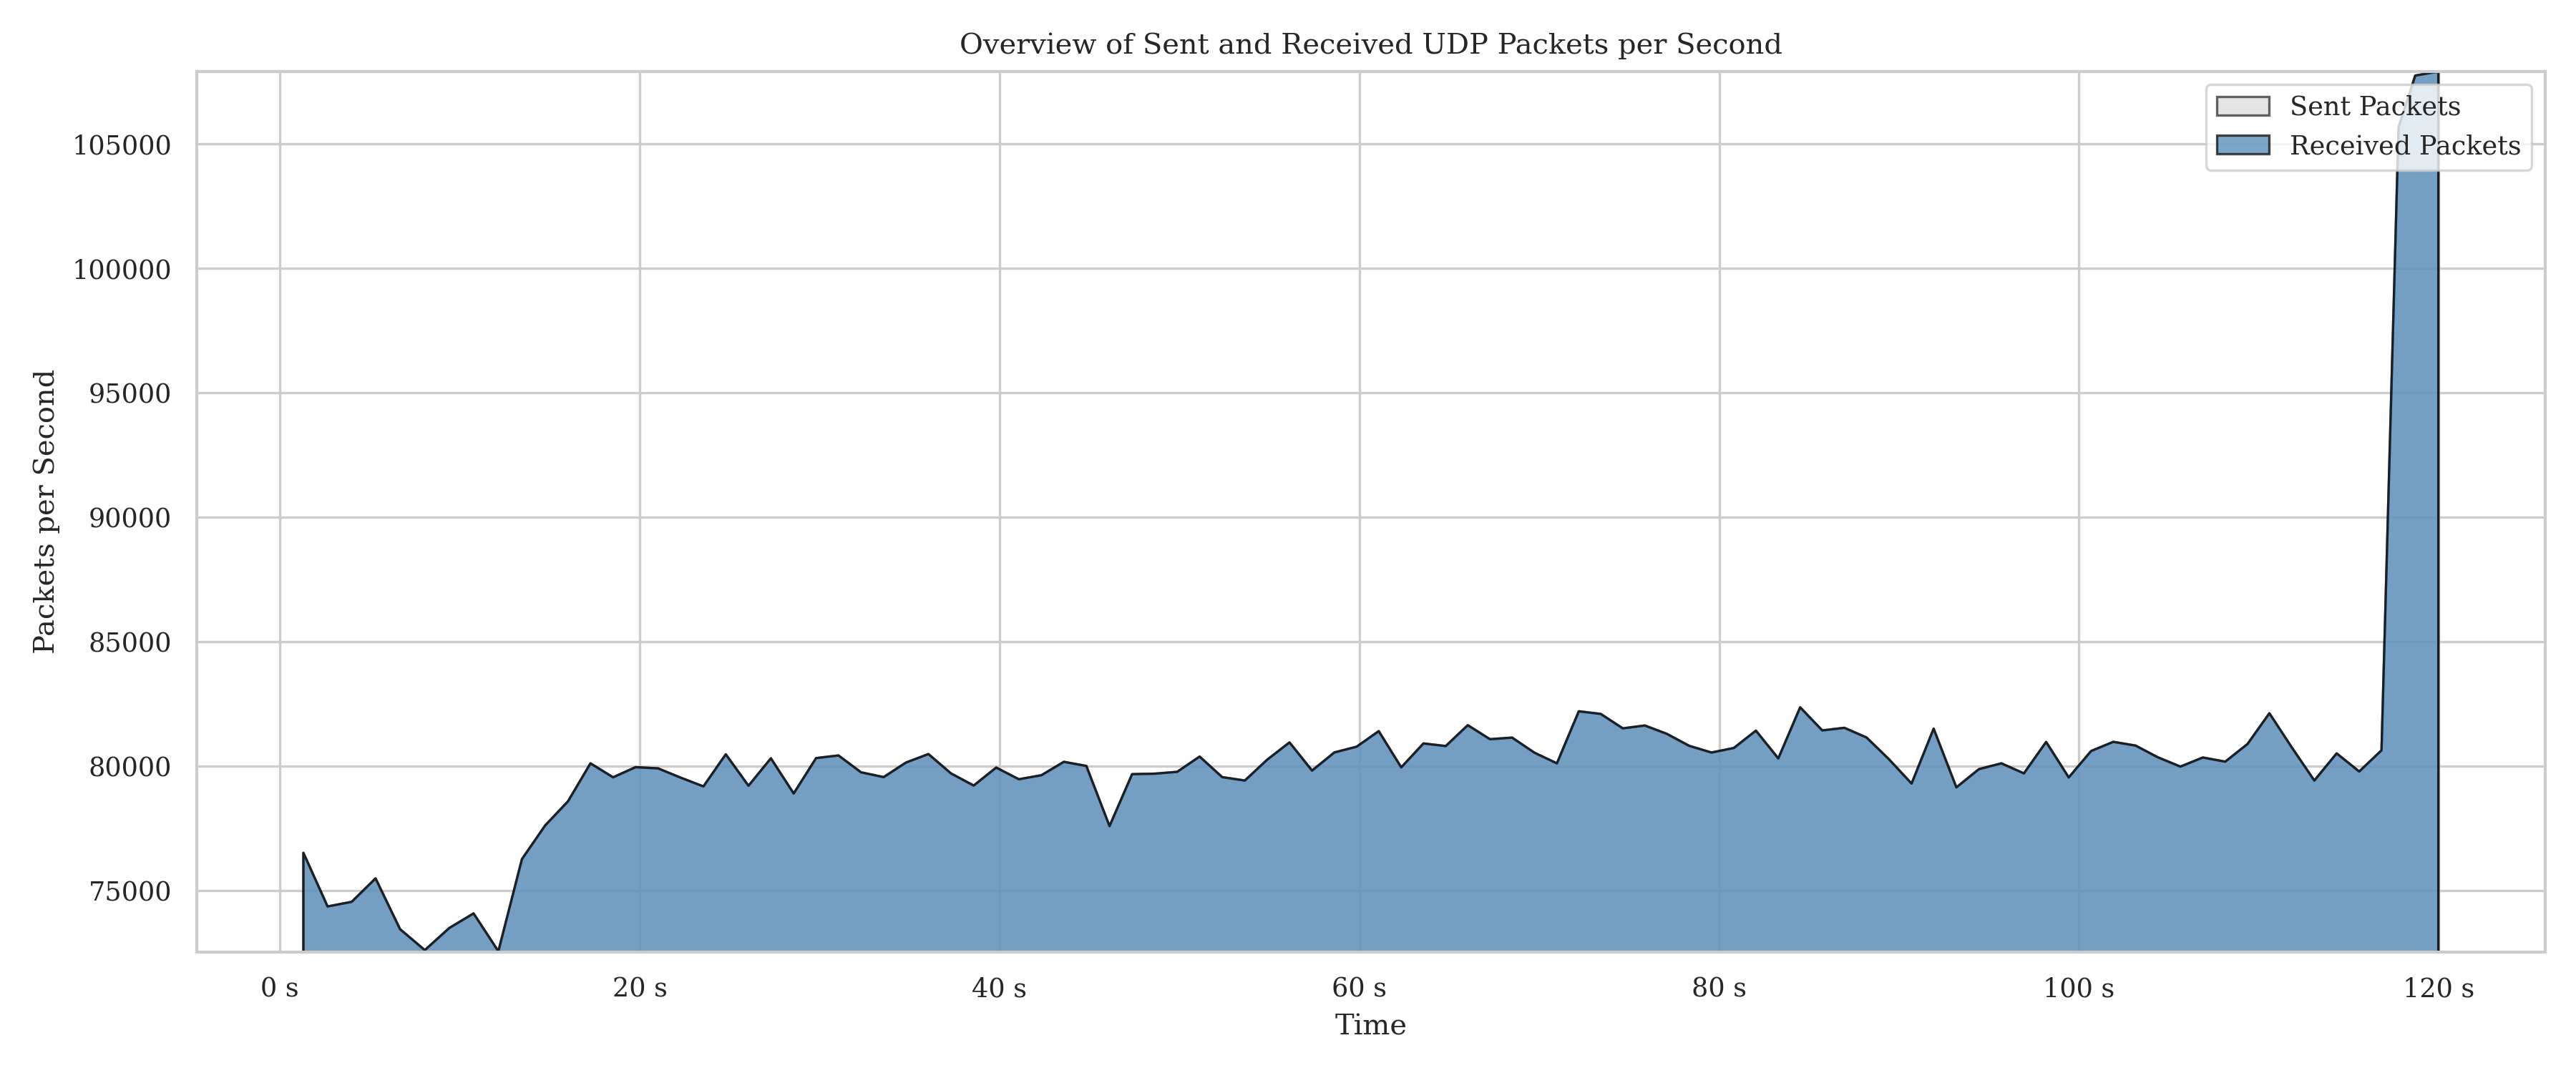 Overview of Sent and Received UDP Packets per Second
Sent Packets
Received Packets
105000
100000
95000
90000
85000
80000
75000
Packets per Second
0 s
20 s
40 s
60 s
80 s
100 s
120 s
Time